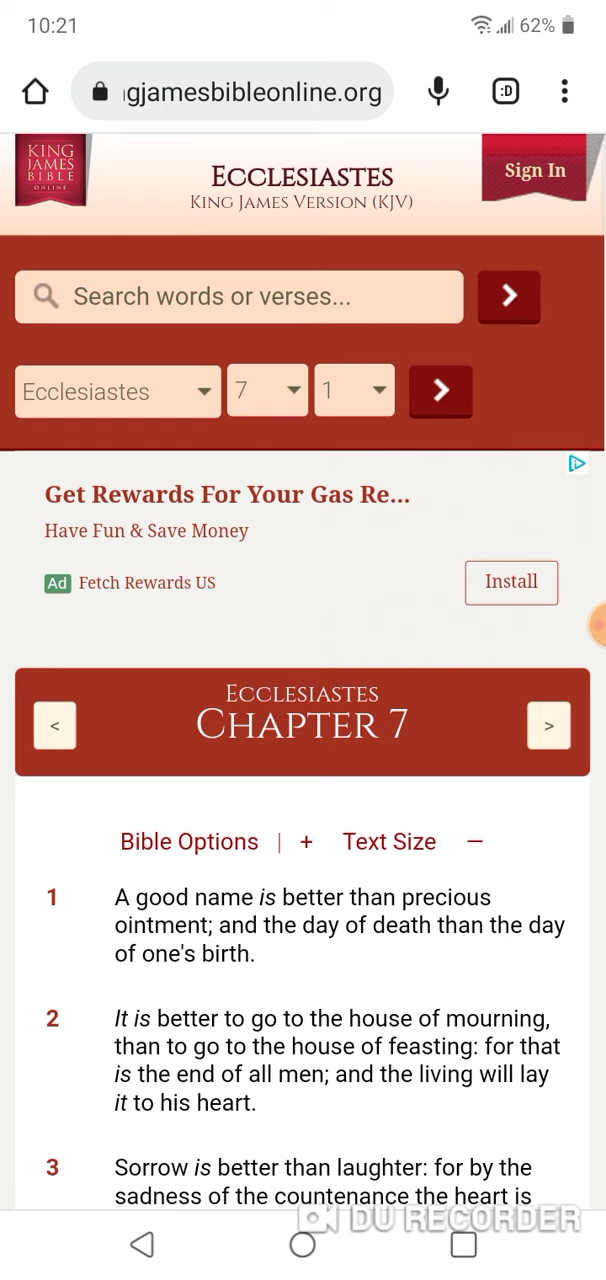 10:21
62%
gjamesbibleonline.org
:D
KING
JAMES
BIBLE
ONLINE
ECCLESIASTES
KING JAMES VERSION (KJV)
Sign In
Search words or verses...
>
Ecclesiastes 7 1 >
Get Rewards For Your Gas Re...
Have Fun & Save Money
Ad Fetch Rewards US
Install
ECCLESIASTES
< CHAPTER 7 >
Bible Options | + Text Size −
1 A good name is better than precious
ointment; and the day of death than the day
of one's birth.
2 It is better to go to the house of mourning,
than to go to the house of feasting: for that
is the end of all men; and the living will lay
it to his heart.
3 Sorrow is better than laughter: for by the
sadness of the countenance the heart is
DU RECORDER